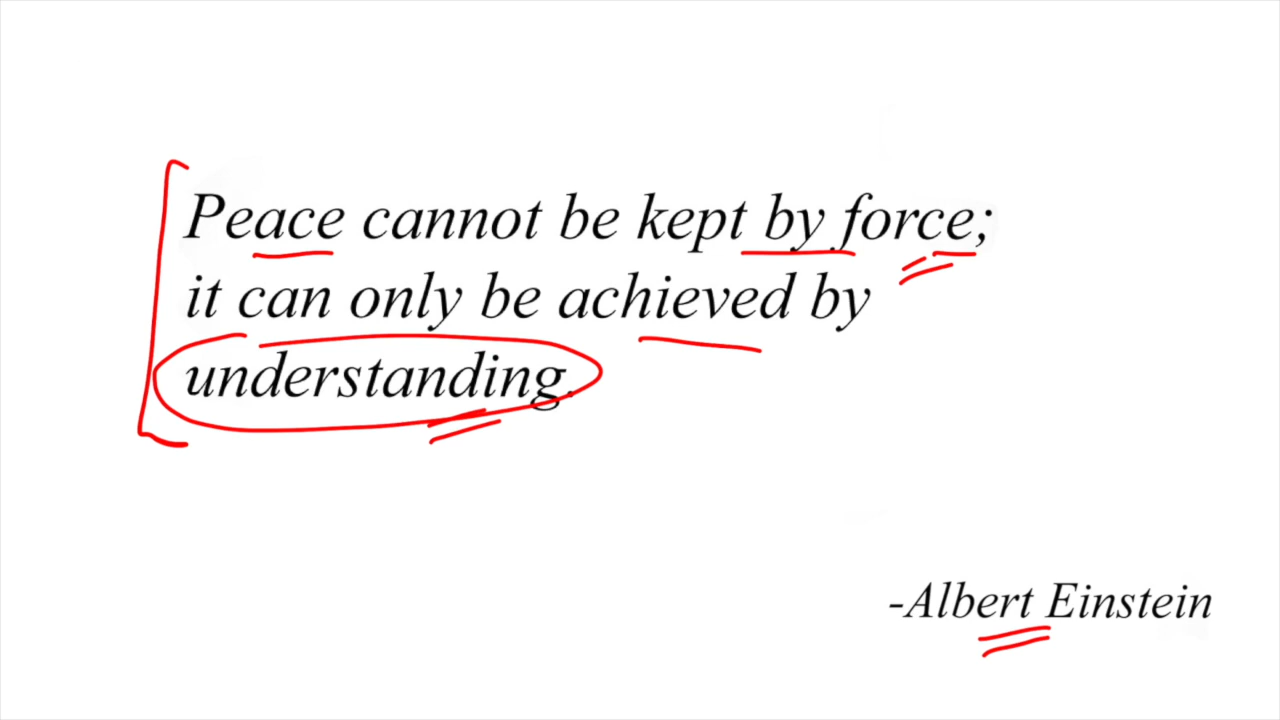 Peace cannot be kept by force;
it can only be achieved by
understanding.
-Albert Einstein